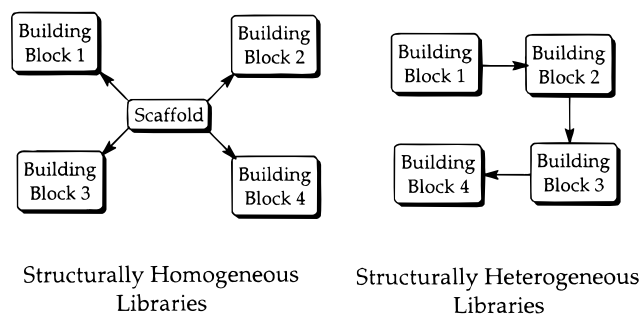 Building
Block 1
Building
Block 2
Scaffold
Building
Block 3
Building
Block 4
Structurally Homogeneous
Libraries
Building
Block 1
Building
Block 2
Building
Block 4
Building
Block 3
Structurally Heterogeneous
Libraries